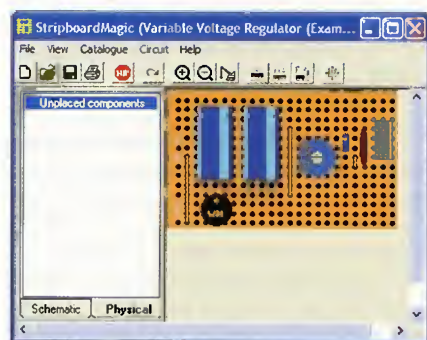 StripboardMagic (Variable Voltage Regulator (Exam...
File View Catalogue Circuit Help
Unplaced components
Schematic Physical